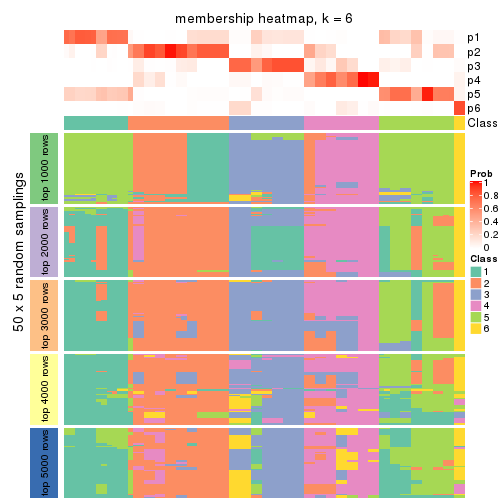 membership heatmap, k = 6
p1
p2
p3
p4
p5
p6
Class
50 x 5 random samplings
top 1000 rows
top 2000 rows
top 3000 rows
top 4000 rows
top 5000 rows
Prob
1
0.8
0.6
0.4
0.2
0
Class
1
2
3
4
5
6